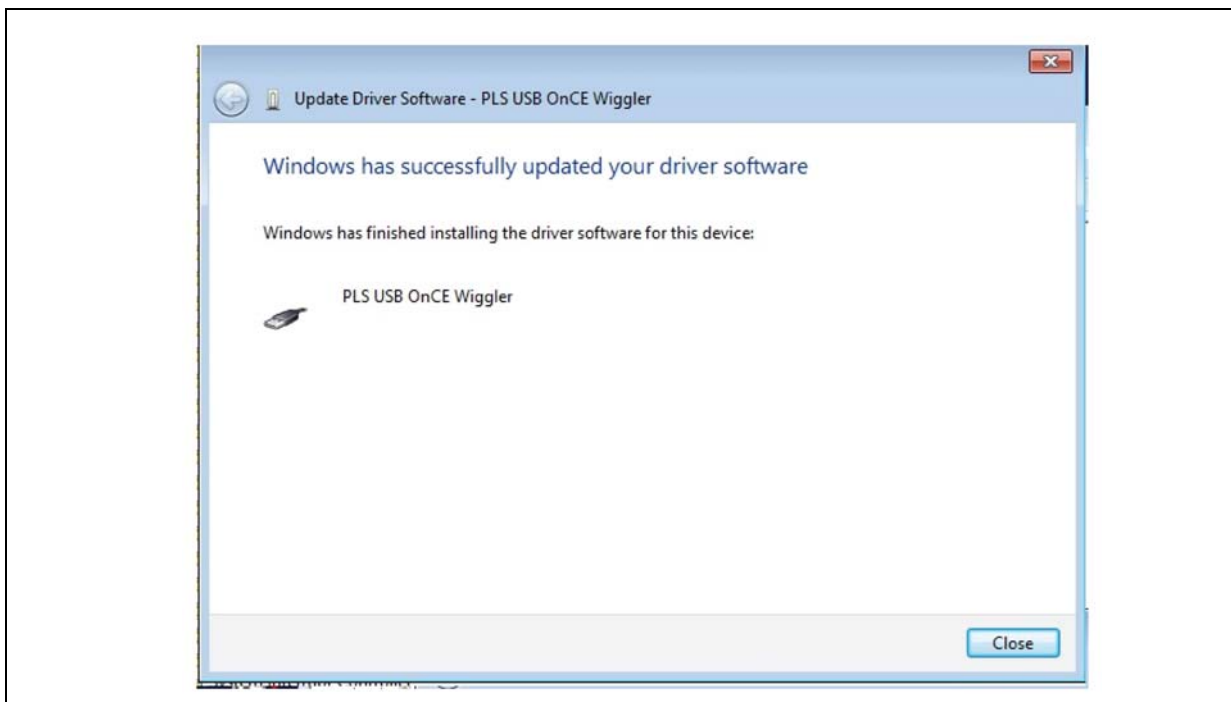 Update Driver Software - PLS USB OnCE Wiggler
Windows has successfully updated your driver software
Windows has finished installing the driver software for this device:
PLS USB OnCE Wiggler
Close